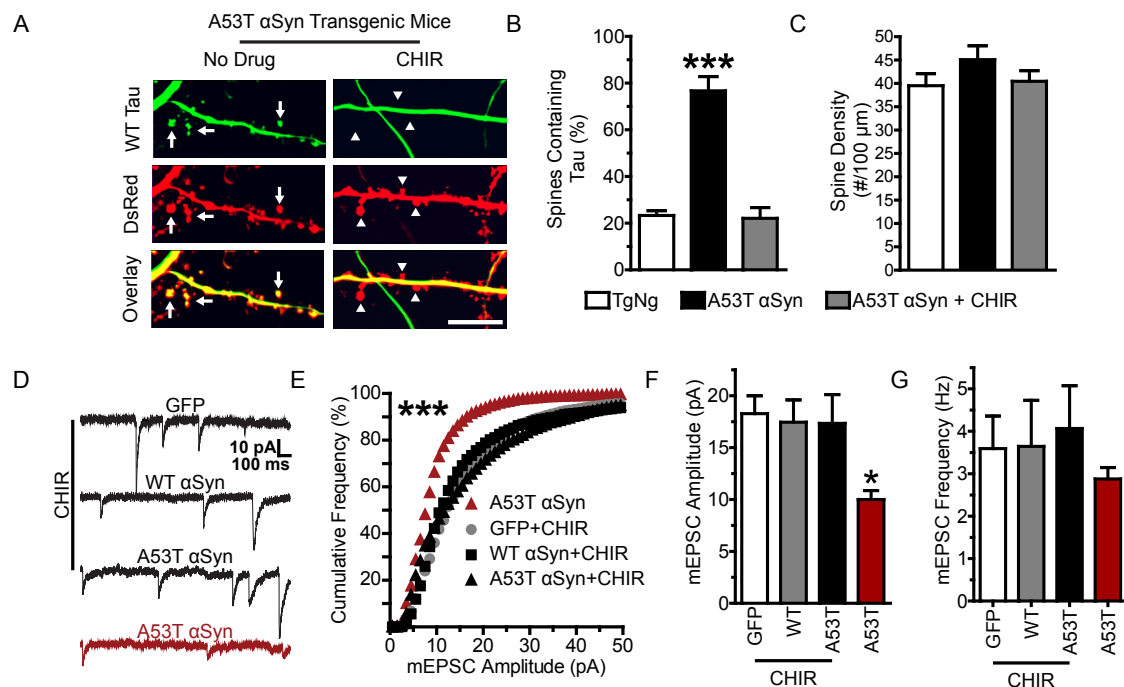 A
A53T αSyn Transgenic Mice
No Drug
CHIR
WT Tau
DsRed
Overlay
B
Spines Containing
Tau (%)
100
80
60
40
20
0
***
C
Spine Density
(#/100 μm)
50
45
40
35
30
25
20
15
10
5
0
TgNg
A53T αSyn
A53T αSyn + CHIR
D
CHIR
GFP
10 pA
100 ms
WT αSyn
A53T αSyn
A53T αSyn
E
Cumulative Frequency (%)
100
90
80
60
40
20
***
A53T αSyn
GFP+CHIR
WT αSyn+CHIR
A53T αSyn+CHIR
0
10
20
30
40
50
mEPSC Amplitude (pA)
F
mEPSC Amplitude (pA)
25
20
15
10
5
0
*
GFP
WT
A53T
A53T
CHIR
G
mEPSC Frequency (Hz)
5
4
3
2
1
0
GFP
WT
A53T
A53T
CHIR